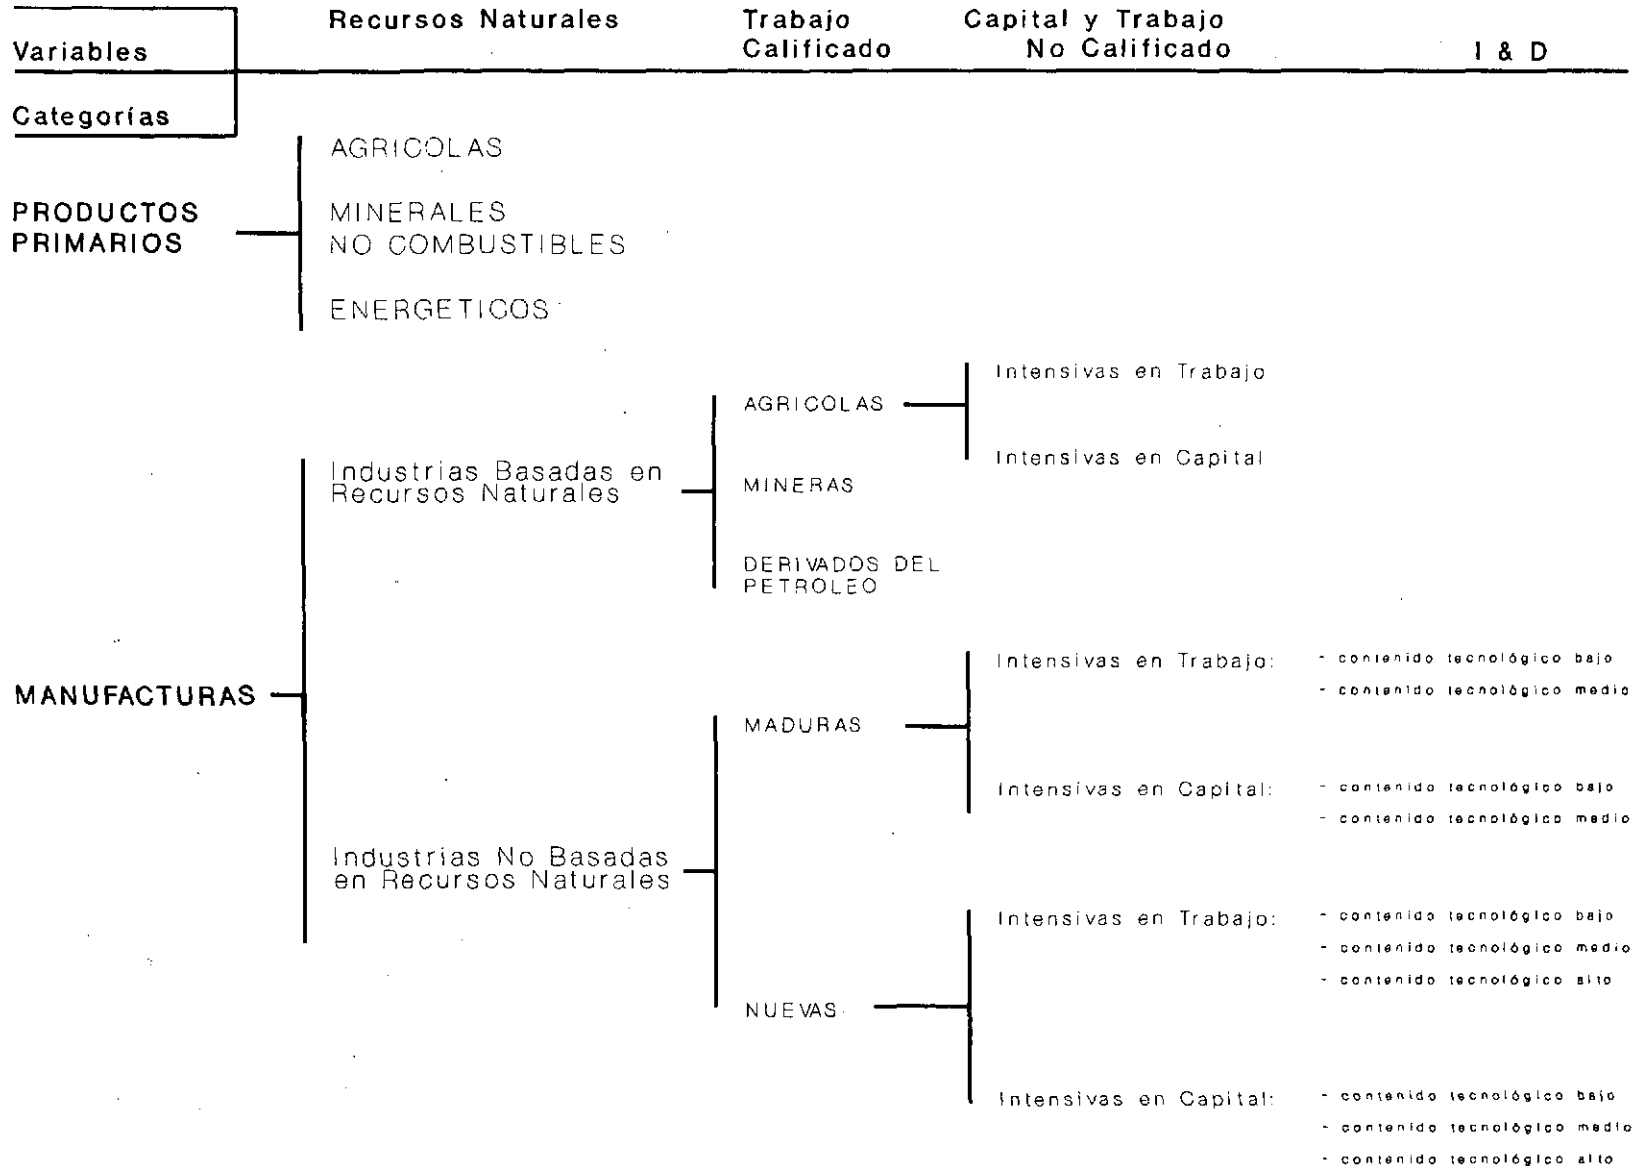 Recursos Naturales
Trabajo
Calificado
Capital y Trabajo
No Calificado
I & D
Variables
Categorías
PRODUCTOS
PRIMARIOS
AGRICOLAS
MINERALES
NO COMBUSTIBLES
ENERGETICOS
MANUFACTURAS
Industrias Basadas en
Recursos Naturales
AGRICOLAS
Intensivas en Trabajo
Intensivas en Capital
MINERAS
DERIVADOS DEL
PETROLEO
Industrias No Basadas
en Recursos Naturales
MADURAS
Intensivas en Trabajo:
- contenido tecnológico bajo
- contenido tecnológico medio
Intensivas en Capital:
- contenido tecnológico bajo
- contenido tecnológico medio
NUEVAS
Intensivas en Trabajo:
- contenido tecnológico bajo
- contenido tecnológico medio
- contenido tecnológico alto
Intensivas en Capital:
- contenido tecnológico bajo
- contenido tecnológico medio
- contenido tecnológico alto